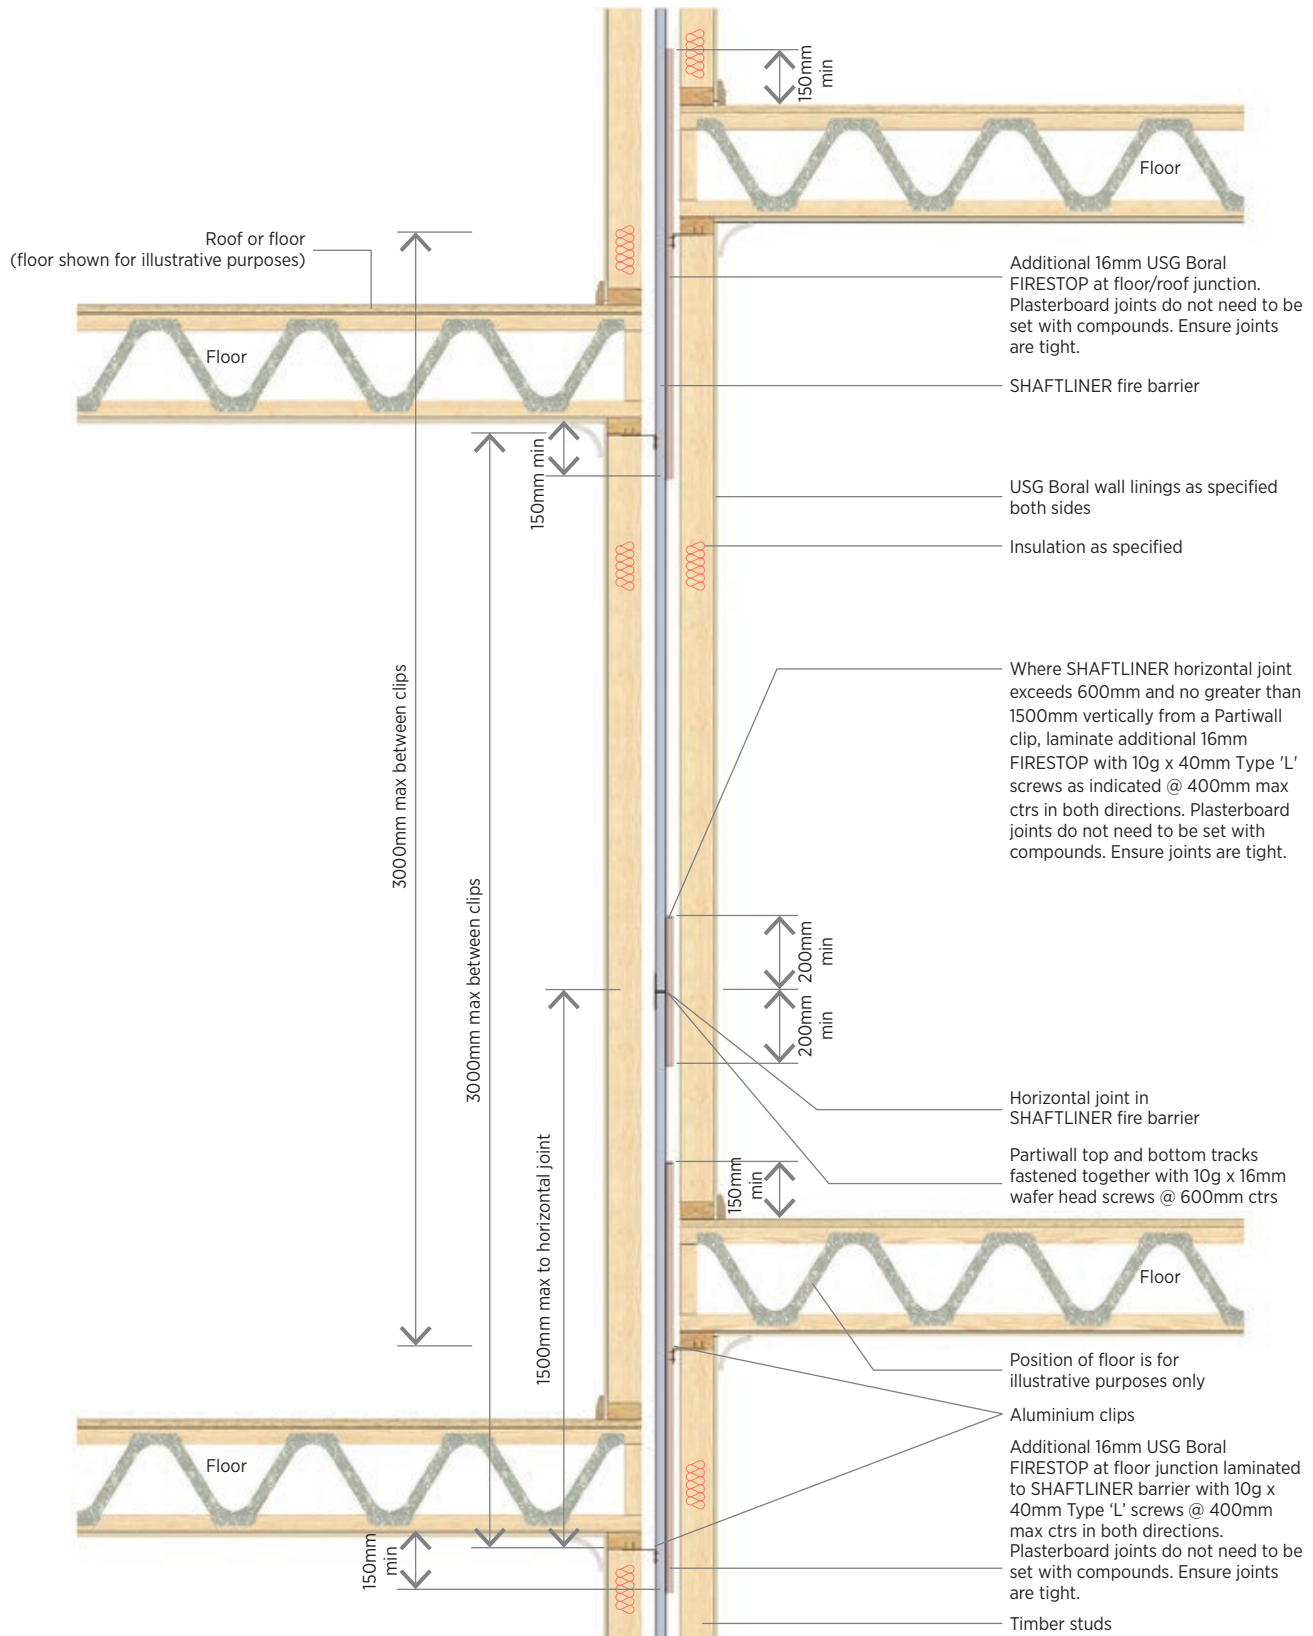 150mm
min
Floor
Roof or floor
(floor shown for illustrative purposes)
Floor
Additional 16mm USG Boral
FIRESTOP at floor/roof junction.
Plasterboard joints do not need to be
set with compounds. Ensure joints
are tight.
SHAFTLINER fire barrier
150mm min
USG Boral wall linings as specified
both sides
Insulation as specified
3000mm max between clips
3000mm max between clips
Where SHAFTLINER horizontal joint
exceeds 600mm and no greater than
1500mm vertically from a Partiwall
clip, laminate additional 16mm
FIRESTOP with 10g x 40mm Type 'L'
screws as indicated @ 400mm max
ctrs in both directions. Plasterboard
joints do not need to be set with
compounds. Ensure joints are tight.
200mm
min
200mm
min
1500mm max to horizontal joint
Horizontal joint in
SHAFTLINER fire barrier
Partiwall top and bottom tracks
fastened together with 10g x 16mm
wafer head screws @ 600mm ctrs
150mm
min
Floor
Position of floor is for
illustrative purposes only
Aluminium clips
Floor
150mm
min
Additional 16mm USG Boral
FIRESTOP at floor junction laminated
to SHAFTLINER barrier with 10g x
40mm Type ‘L’ screws @ 400mm
max ctrs in both directions.
Plasterboard joints do not need to be
set with compounds. Ensure joints
are tight.
Timber studs